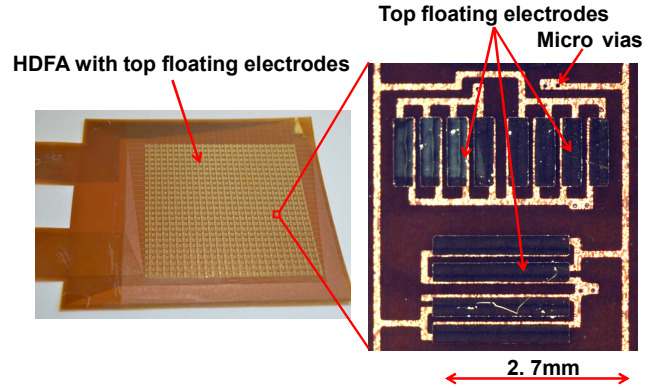 Top floating electrodes
Micro vias
HDFA with top floating electrodes
2. 7mm